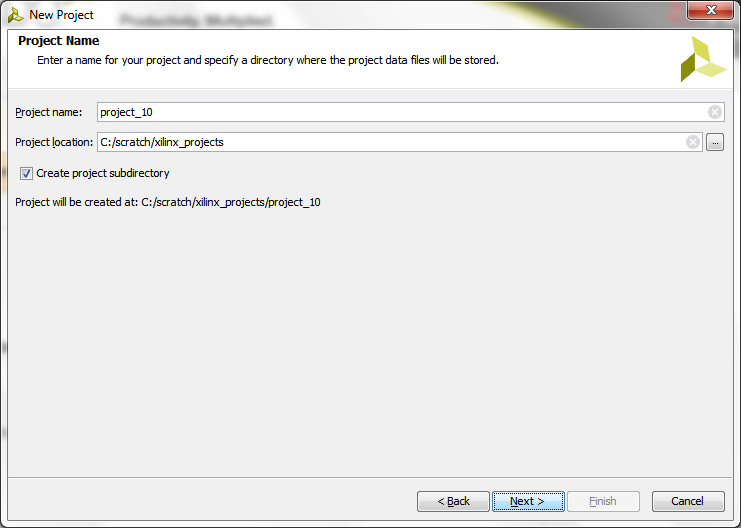 New Project
Productivity. Multiplied.
Project Name
Enter a name for your project and specify a directory where the project data files will be stored.
Project name: project_10
Project location: C:/scratch/xilinx_projects ...
Create project subdirectory
Project will be created at: C:/scratch/xilinx_projects/project_10
< Back Next > Finish Cancel